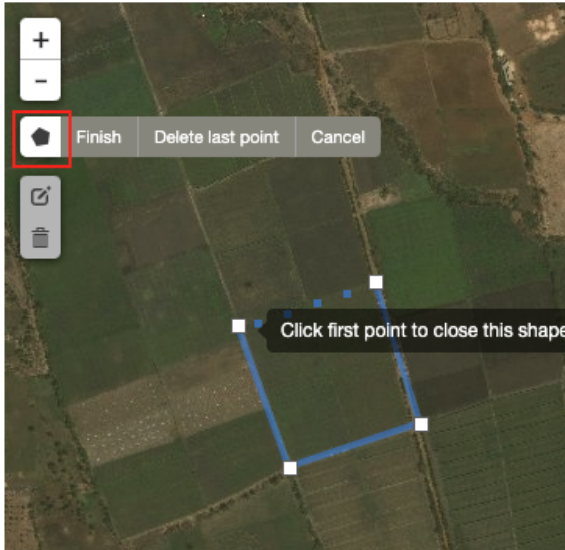 +
−
Finish Delete last point Cancel
Click first point to close this shape